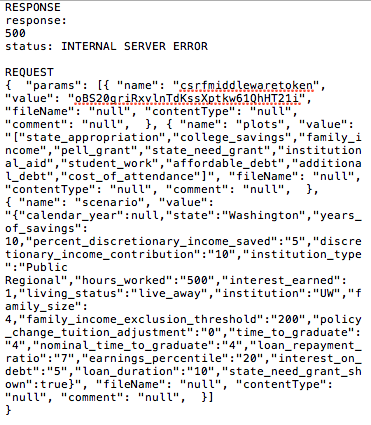 RESPONSE
response:
500
status: INTERNAL SERVER ERROR
REQUEST
{  "params": [{ "name": "csrfmiddlewaretoken",
"value": "oBS20griRxvlnTdKssXptkw61QhHT21i",
"fileName": "null", "contentType": "null",
"comment": "null",  }, { "name": "plots", "value":
"["state_appropriation","college_savings","family_i
ncome","pell_grant","state_need_grant","institution
al_aid","student_work","affordable_debt","additiona
l_debt","cost_of_attendance"]", "fileName": "null",
"contentType": "null", "comment": "null",  },
{ "name": "scenario", "value":
"{"calendar_year":null,"state":"Washington","years_
of_savings":
10,"percent_discretionary_income_saved":"5","discre
tionary_income_contribution":"10","institution_type
":"Public
Regional","hours_worked":"500","interest_earned":
1,"living_status":"live_away","institution":"UW","f
amily_size":
4,"family_income_exclusion_threshold":"200","policy
_change_tuition_adjustment":"0","time_to_graduate":
"4","nominal_time_to_graduate":"4","loan_repayment_
ratio":"7","earnings_percentile":"20","interest_on_
debt":"5","loan_duration":"10","state_need_grant_sh
own":true}", "fileName": "null", "contentType":
"null", "comment": "null",  }]
}